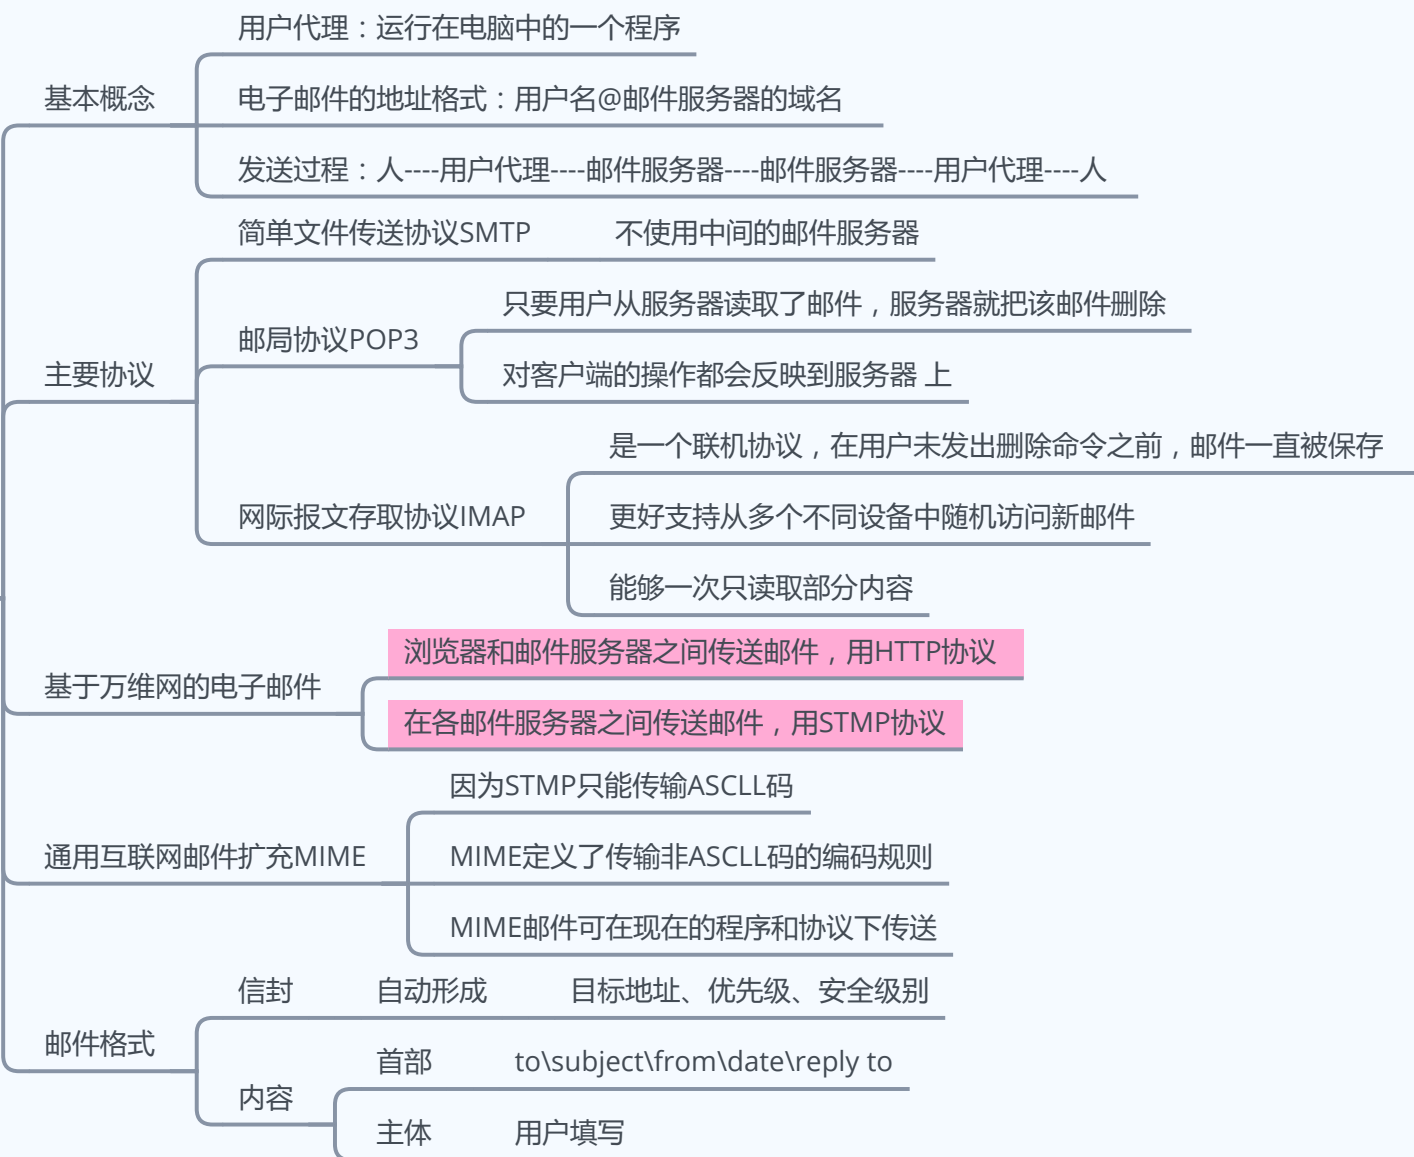 用户代理：运行在电脑中的一个程序
基本概念
电子邮件的地址格式：用户名@邮件服务器的域名
发送过程：人----用户代理----邮件服务器----邮件服务器----用户代理----人
简单文件传送协议SMTP 不使用中间的邮件服务器
只要用户从服务器读取了邮件，服务器就把该邮件删除
邮局协议POP3
主要协议
对客户端的操作都会反映到服务器 上
是一个联机协议，在用户未发出删除命令之前，邮件一直被保存
网际报文存取协议IMAP
更好支持从多个不同设备中随机访问新邮件
能够一次只读取部分内容
浏览器和邮件服务器之间传送邮件，用HTTP协议
基于万维网的电子邮件
在各邮件服务器之间传送邮件，用STMP协议
因为STMP只能传输ASCLL码
通用互联网邮件扩充MIME
MIME定义了传输非ASCLL码的编码规则
MIME邮件可在现在的程序和协议下传送
信封 自动形成 目标地址、优先级、安全级别
邮件格式
首部 to\subject\from\date\reply to
内容
主体 用户填写